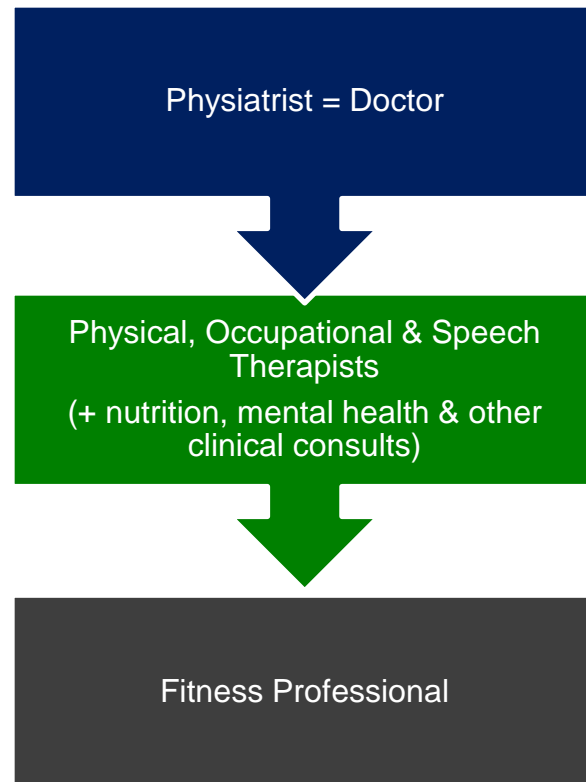 Physiatrist = Doctor
Physical, Occupational & Speech
Therapists
(+ nutrition, mental health & other
clinical consults)
Fitness Professional